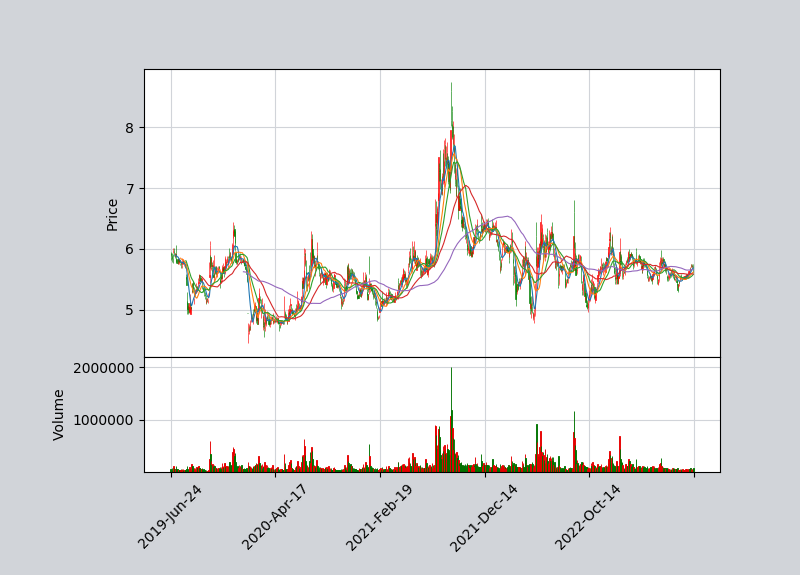 Price
8
7
6
5
Volume
2000000
1000000
2019-Jun-24
2020-Apr-17
2021-Feb-19
2021-Dec-14
2022-Oct-14